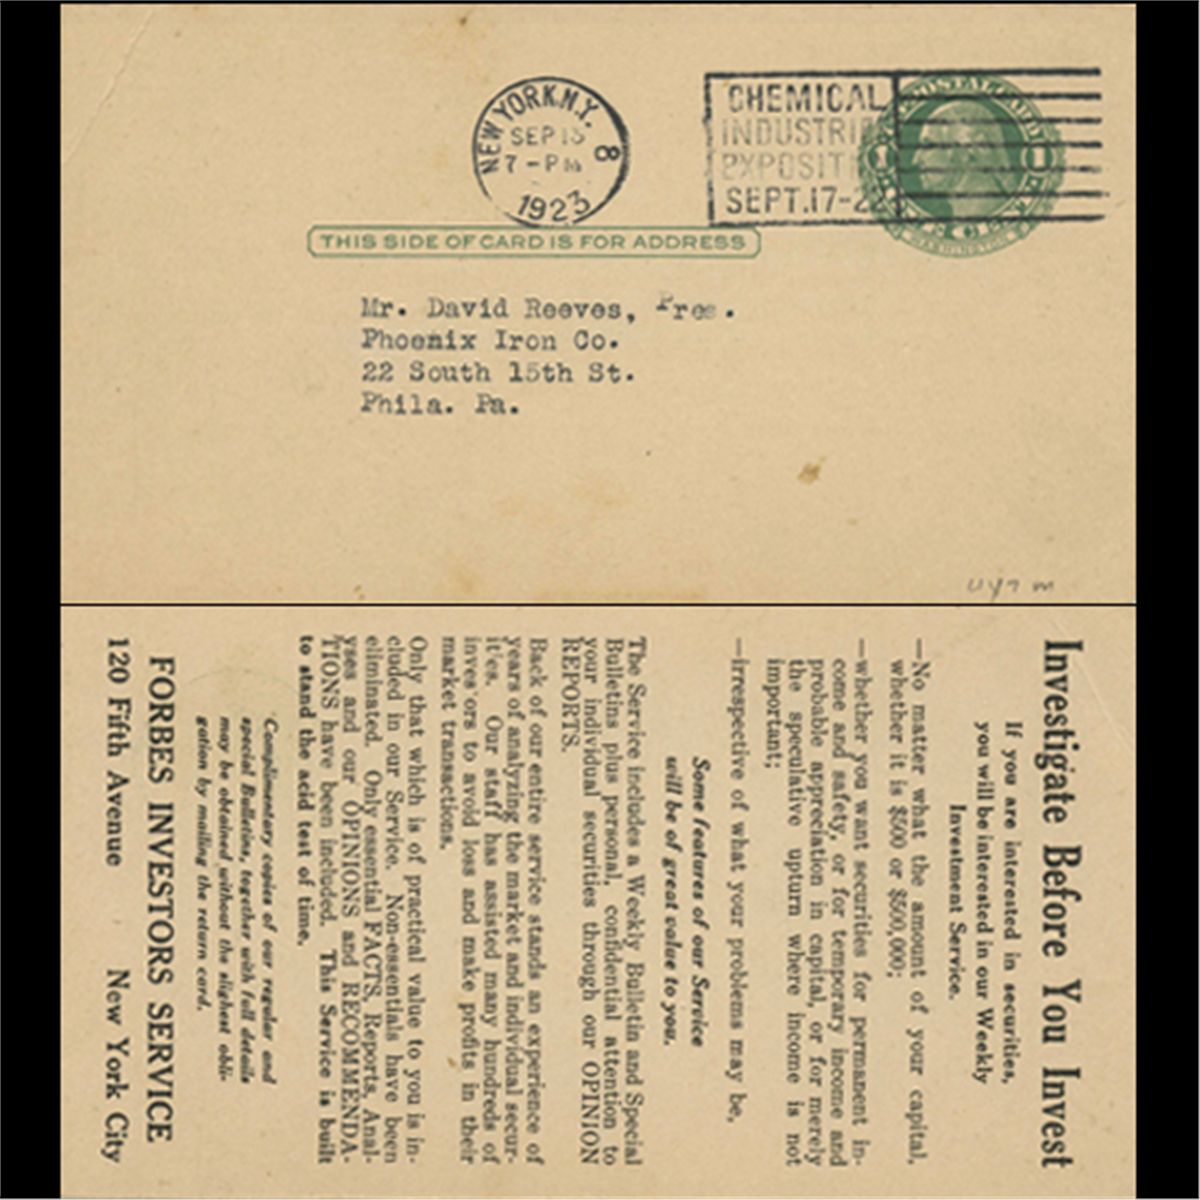 NEW YORK, N.Y. 8
SEP 15
7-PM
1923
CHEMICAL
INDUSTRI
EXPOSIT
SEPT.17-22
POSTAL CARD
1 1
WASHINGTON
THIS SIDE OF CARD IS FOR ADDRESS
Mr. David Reeves, Pres.
Phoenix Iron Co.
22 South 15th St.
Phila. Pa.
UY7 m
Investigate Before You Invest
If you are interested in securities,
you will be interested in our Weekly
Investment Service.
—No matter what the amount of your capital,
whether it is $500 or $500,000;
—whether you want securities for permanent in-
come and safety, or for temporary income and
probable appreciation in capital, or for merely
the speculative upturn where income is not
important;
—irrespective of what your problems may be,
Some features of our Service
will be of great value to you.
The Service includes a Weekly Bulletin and Special
Bulletins plus personal, confidential attention to
your individual securities through our OPINION
REPORTS.
Back of our entire service stands an experience of
years of analyzing the market and individual secur-
it'es. Our staff has assisted many hundreds of
inves'ors to avoid loss and make profits in their
market transactions.
Only that which is of practical value to you is in-
cluded in our Service. Non-essentials have been
eliminated. Only essential FACTS, Reports, Anal-
yses and our OPINIONS and RECOMMENDA-
TIONS have been included. This Service is built
to stand the acid test of time.
Complimentary copies of our regular and
special Bulletins, together with full details
may be obtained without the slightest obli-
gation by mailing the return card.
FORBES INVESTORS SERVICE
120 Fifth Avenue New York City